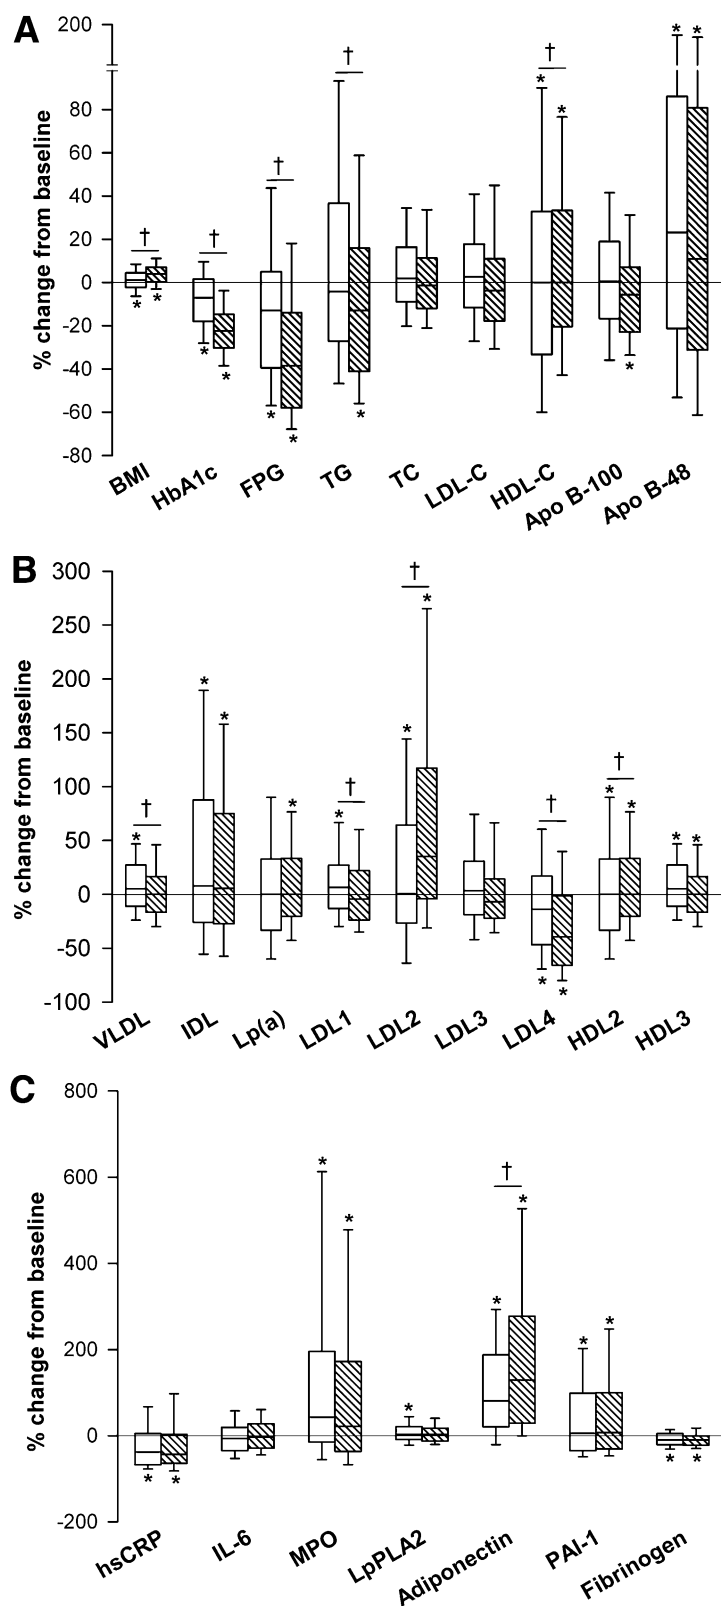 A
% change from baseline
200
80
60
40
20
0
-20
-40
-60
-80
† † † † †
* * * * * * * * * * * * *
BMI HbA1c FPG TG TC LDL-C HDL-C Apo B-100 Apo B-48
B
% change from baseline
300
250
200
150
100
50
0
-50
-100
† † † † †
* * * * * * * * * * * * *
VLDL IDL Lp(a) LDL1 LDL2 LDL3 LDL4 HDL2 HDL3
C
% change from baseline
800
600
400
200
0
-200
†
* * * * * * * * * * *
hsCRP IL-6 MPO LpPLA2 Adiponectin PAI-1 Fibrinogen